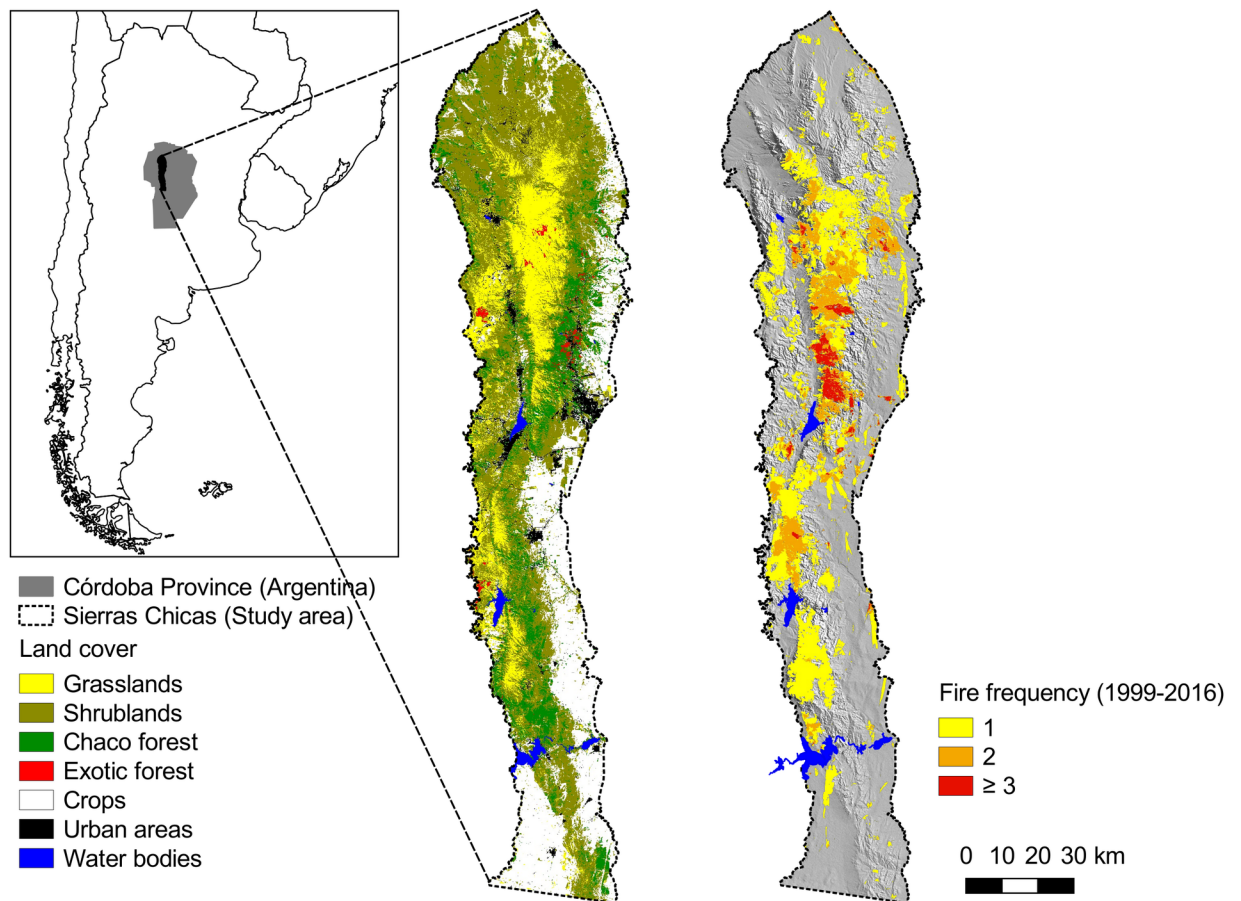 Córdoba Province (Argentina)
Sierras Chicas (Study area)
Land cover
Grasslands
Shrublands
Chaco forest
Exotic forest
Crops
Urban areas
Water bodies
Fire frequency (1999-2016)
1
2
≥ 3
0 10 20 30 km